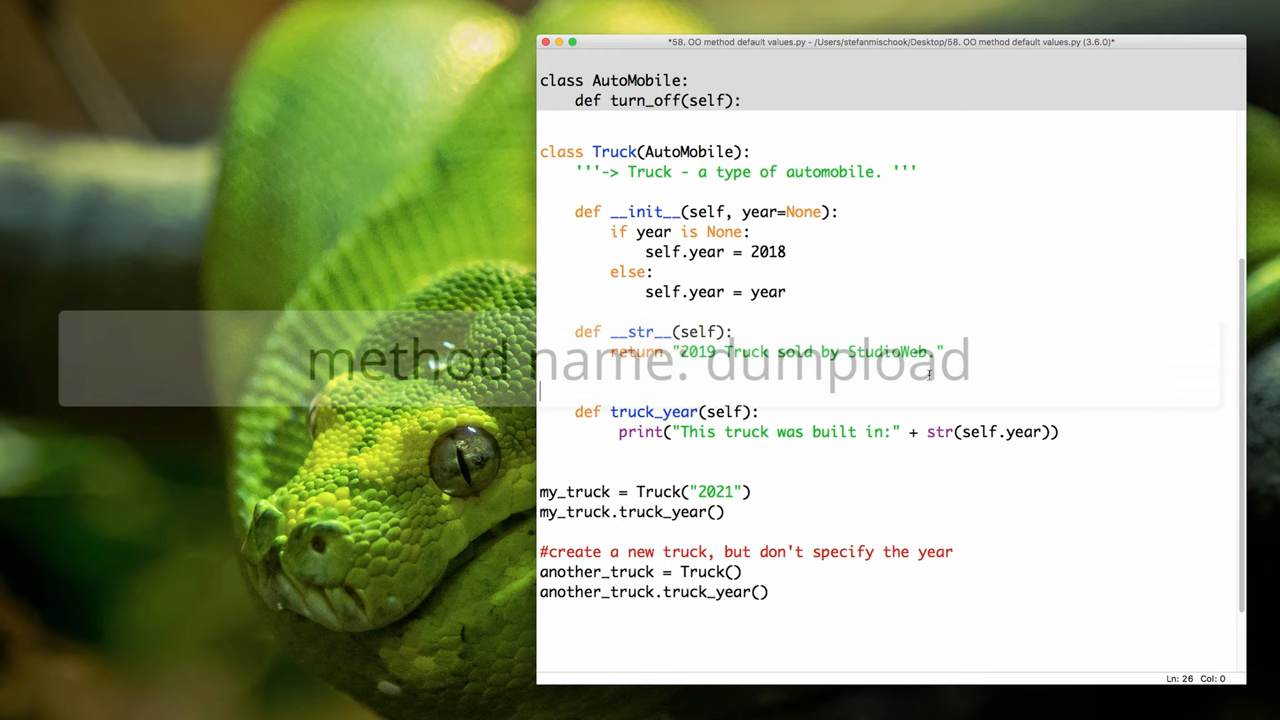 *58. OO method default values.py - /Users/stefanmischook/Desktop/58. OO method default values.py (3.6.0)*
class AutoMobile:
    def turn_off(self):
class Truck(AutoMobile):
    '''-> Truck - a type of automobile. '''
    def __init__(self, year=None):
        if year is None:
            self.year = 2018
        else:
            self.year = year
    def __str__(self):
        return "2019 Truck sold by StudioWeb."
method name: dumpload
    def truck_year(self):
         print("This truck was built in:" + str(self.year))
my_truck = Truck("2021")
my_truck.truck_year()
#create a new truck, but don't specify the year
another_truck = Truck()
another_truck.truck_year()
Ln: 26 Col: 0